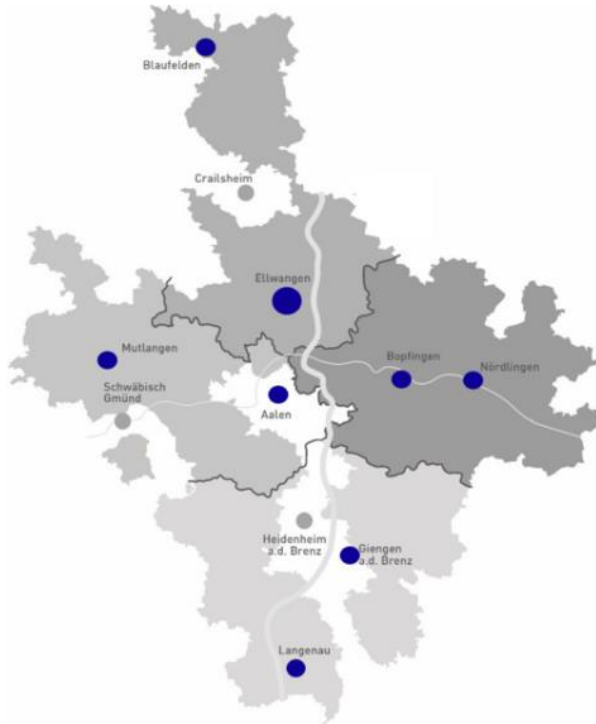 Blaufelden
Crailsheim
Ellwangen
Mutlangen
Bopfingen
Nördlingen
Schwäbisch
Gmünd
Aalen
Heidenheim
a.d. Brenz
Giengen
a.d. Brenz
Langenau